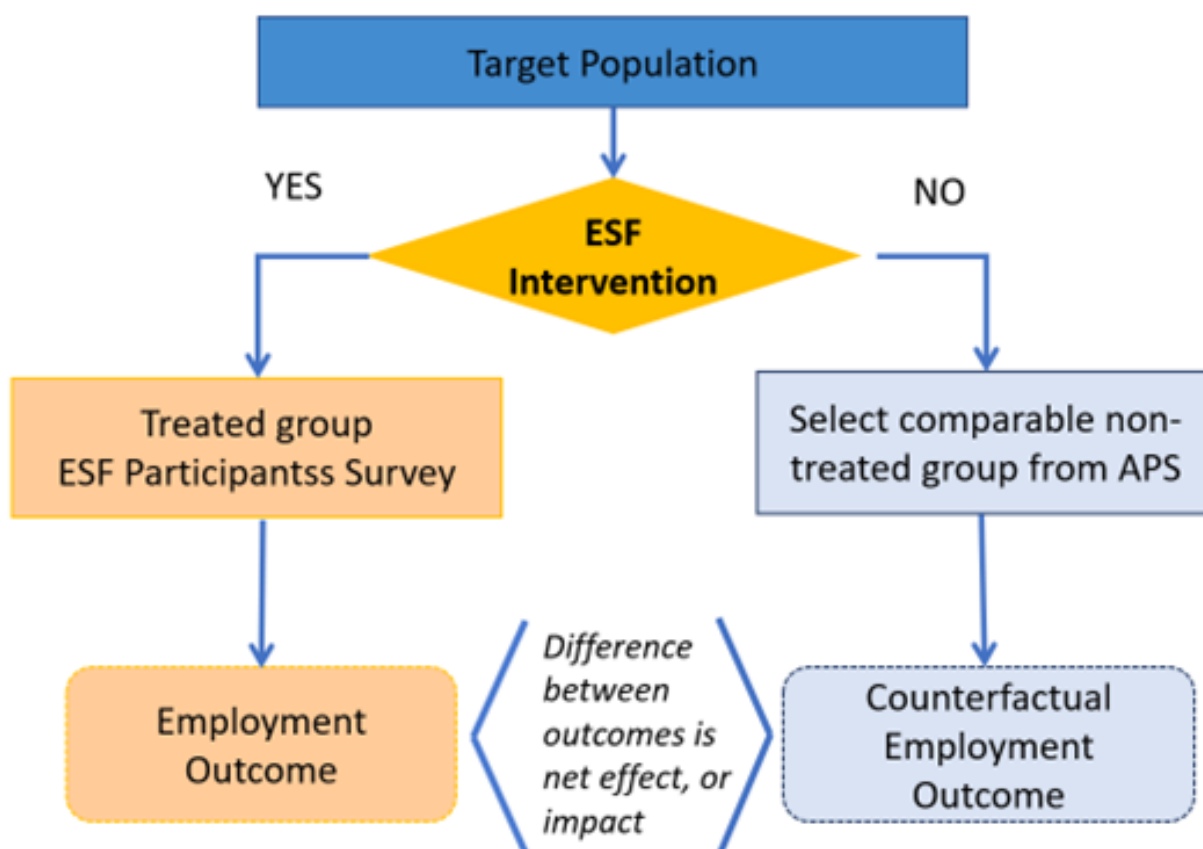 Target Population
YES
NO
ESF
Intervention
Treated group
ESF Participantss Survey
Select comparable non-
treated group from APS
Employment
Outcome
Difference
between
outcomes is
net effect, or
impact
Counterfactual
Employment
Outcome